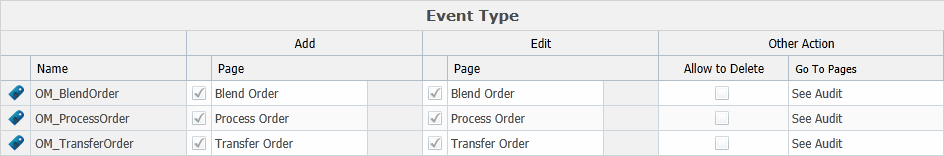 Event Type
Add Edit Other Action
Name Page Page Allow to Delete Go To Pages
OM_BlendOrder Blend Order Blend Order See Audit
OM_ProcessOrder Process Order Process Order See Audit
OM_TransferOrder Transfer Order Transfer Order See Audit